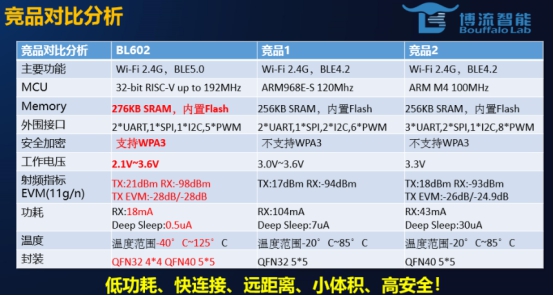 竞品对比分析
博流智能
Bouffalo Lab
竞品对比分析 BL602 竞品1 竞品2
主要功能 Wi-Fi 2.4G，BLE5.0 Wi-Fi 2.4G，BLE4.2 Wi-Fi 2.4G，BLE4.2
MCU 32-bit RISC-V up to 192MHz ARM968E-S 120Mhz ARM M4 100MHz
Memory 276KB SRAM，内置Flash 256KB SRAM，内置Flash 256KB SRAM，内置Flash
外围接口 2*UART,1*SPI,1*I2C,5*PWM 2*UART,1*SPI,2*I2C,6*PWM 3*UART,2*SPI,1*I2C,8*PWM
安全加密 支持WPA3 不支持WPA3 不支持WPA3
工作电压 2.1V~3.6V 3.0V~3.6V 3.3V
射频指标 TX:21dBm RX:-98dBm TX:17dBm RX:-94dBm TX:18dBm RX:-93dBm
EVM(11g/n) TX EVM:-28dB/-28dB TX EVM:-26dB/-24.9dB
功耗 RX:18mA RX:104mA RX:43mA
Deep Sleep:0.5uA Deep Sleep:7uA Deep Sleep:30uA
温度 温度范围-40°C~125°C 温度范围-20°C~85°C 温度范围-20°C~85°C
封装 QFN32 4*4 QFN40 5*5 QFN32 5*5 QFN40 5*5
低功耗、快连接、远距离、小体积、高安全！